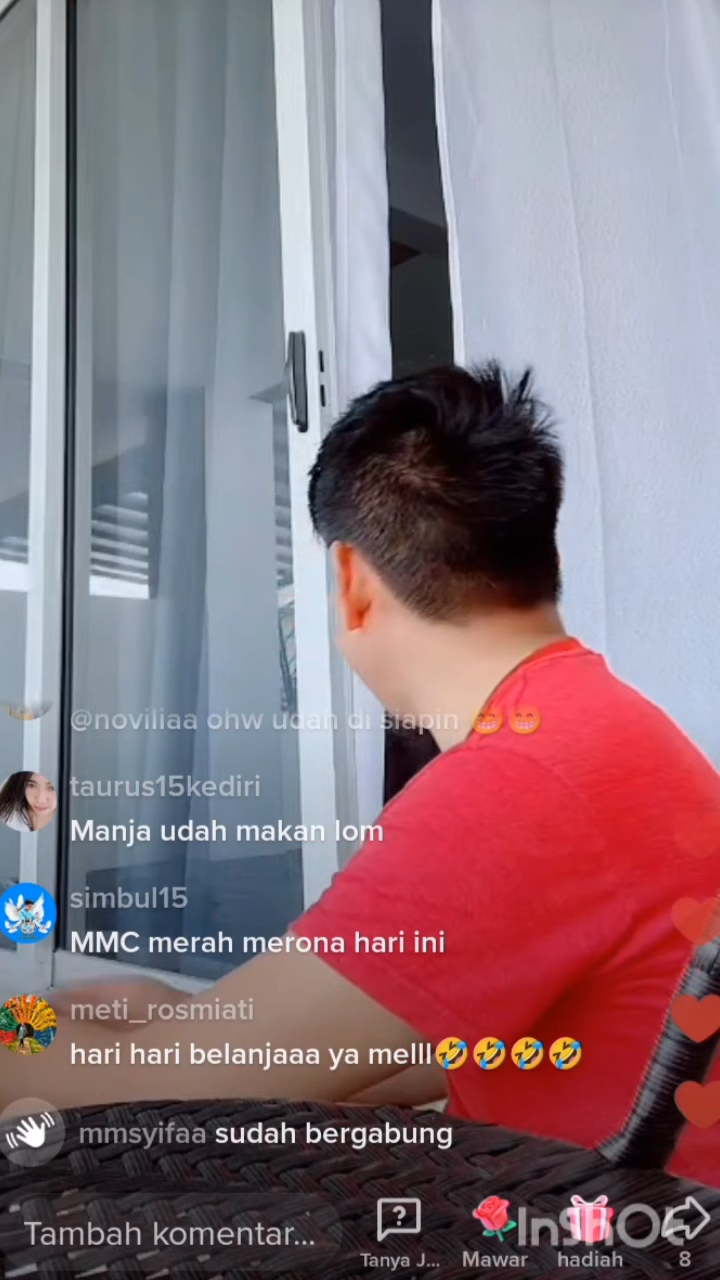 @noviliaa ohw udah di siapin 😁😁
taurus15kediri
Manja udah makan lom
simbul15
MMC merah merona hari ini
meti_rosmiati
hari hari belanjaaa ya melll🤣🤣🤣🤣
mmsyifaa sudah bergabung
Tambah komentar...
?
Tanya J...
Mawar
hadiah
8
InShOt